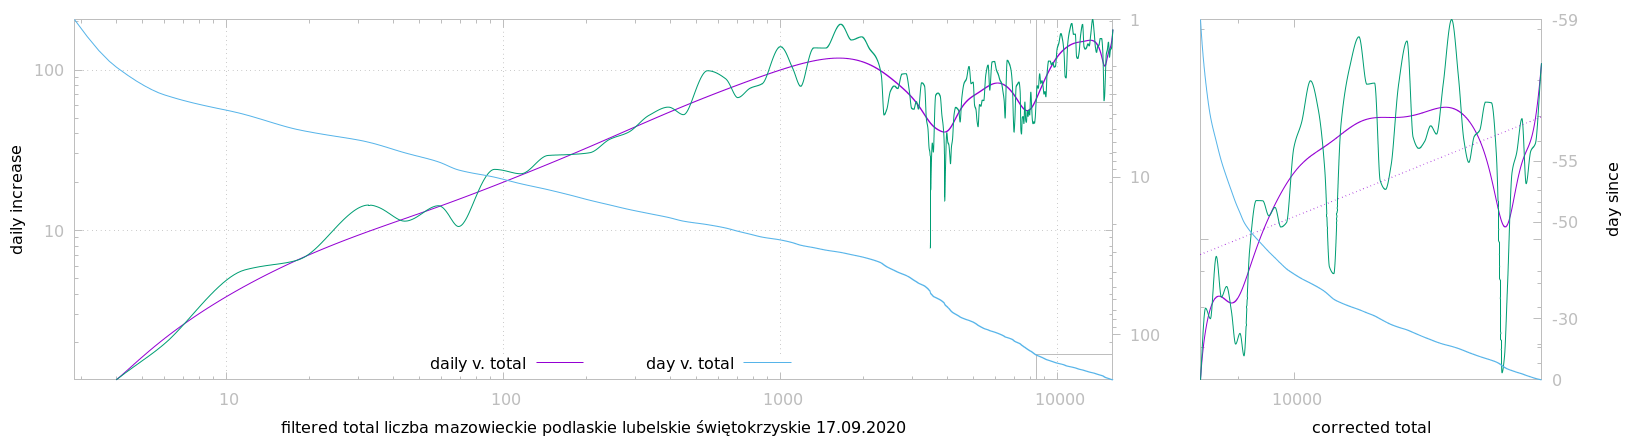 daily increase
100
10
daily v. total
day v. total
10
100
1000
10000
filtered total liczba mazowieckie podlaskie lubelskie świętokrzyskie 17.09.2020
1
10
100
10000
corrected total
-59
-55
-50
-30
0
day since